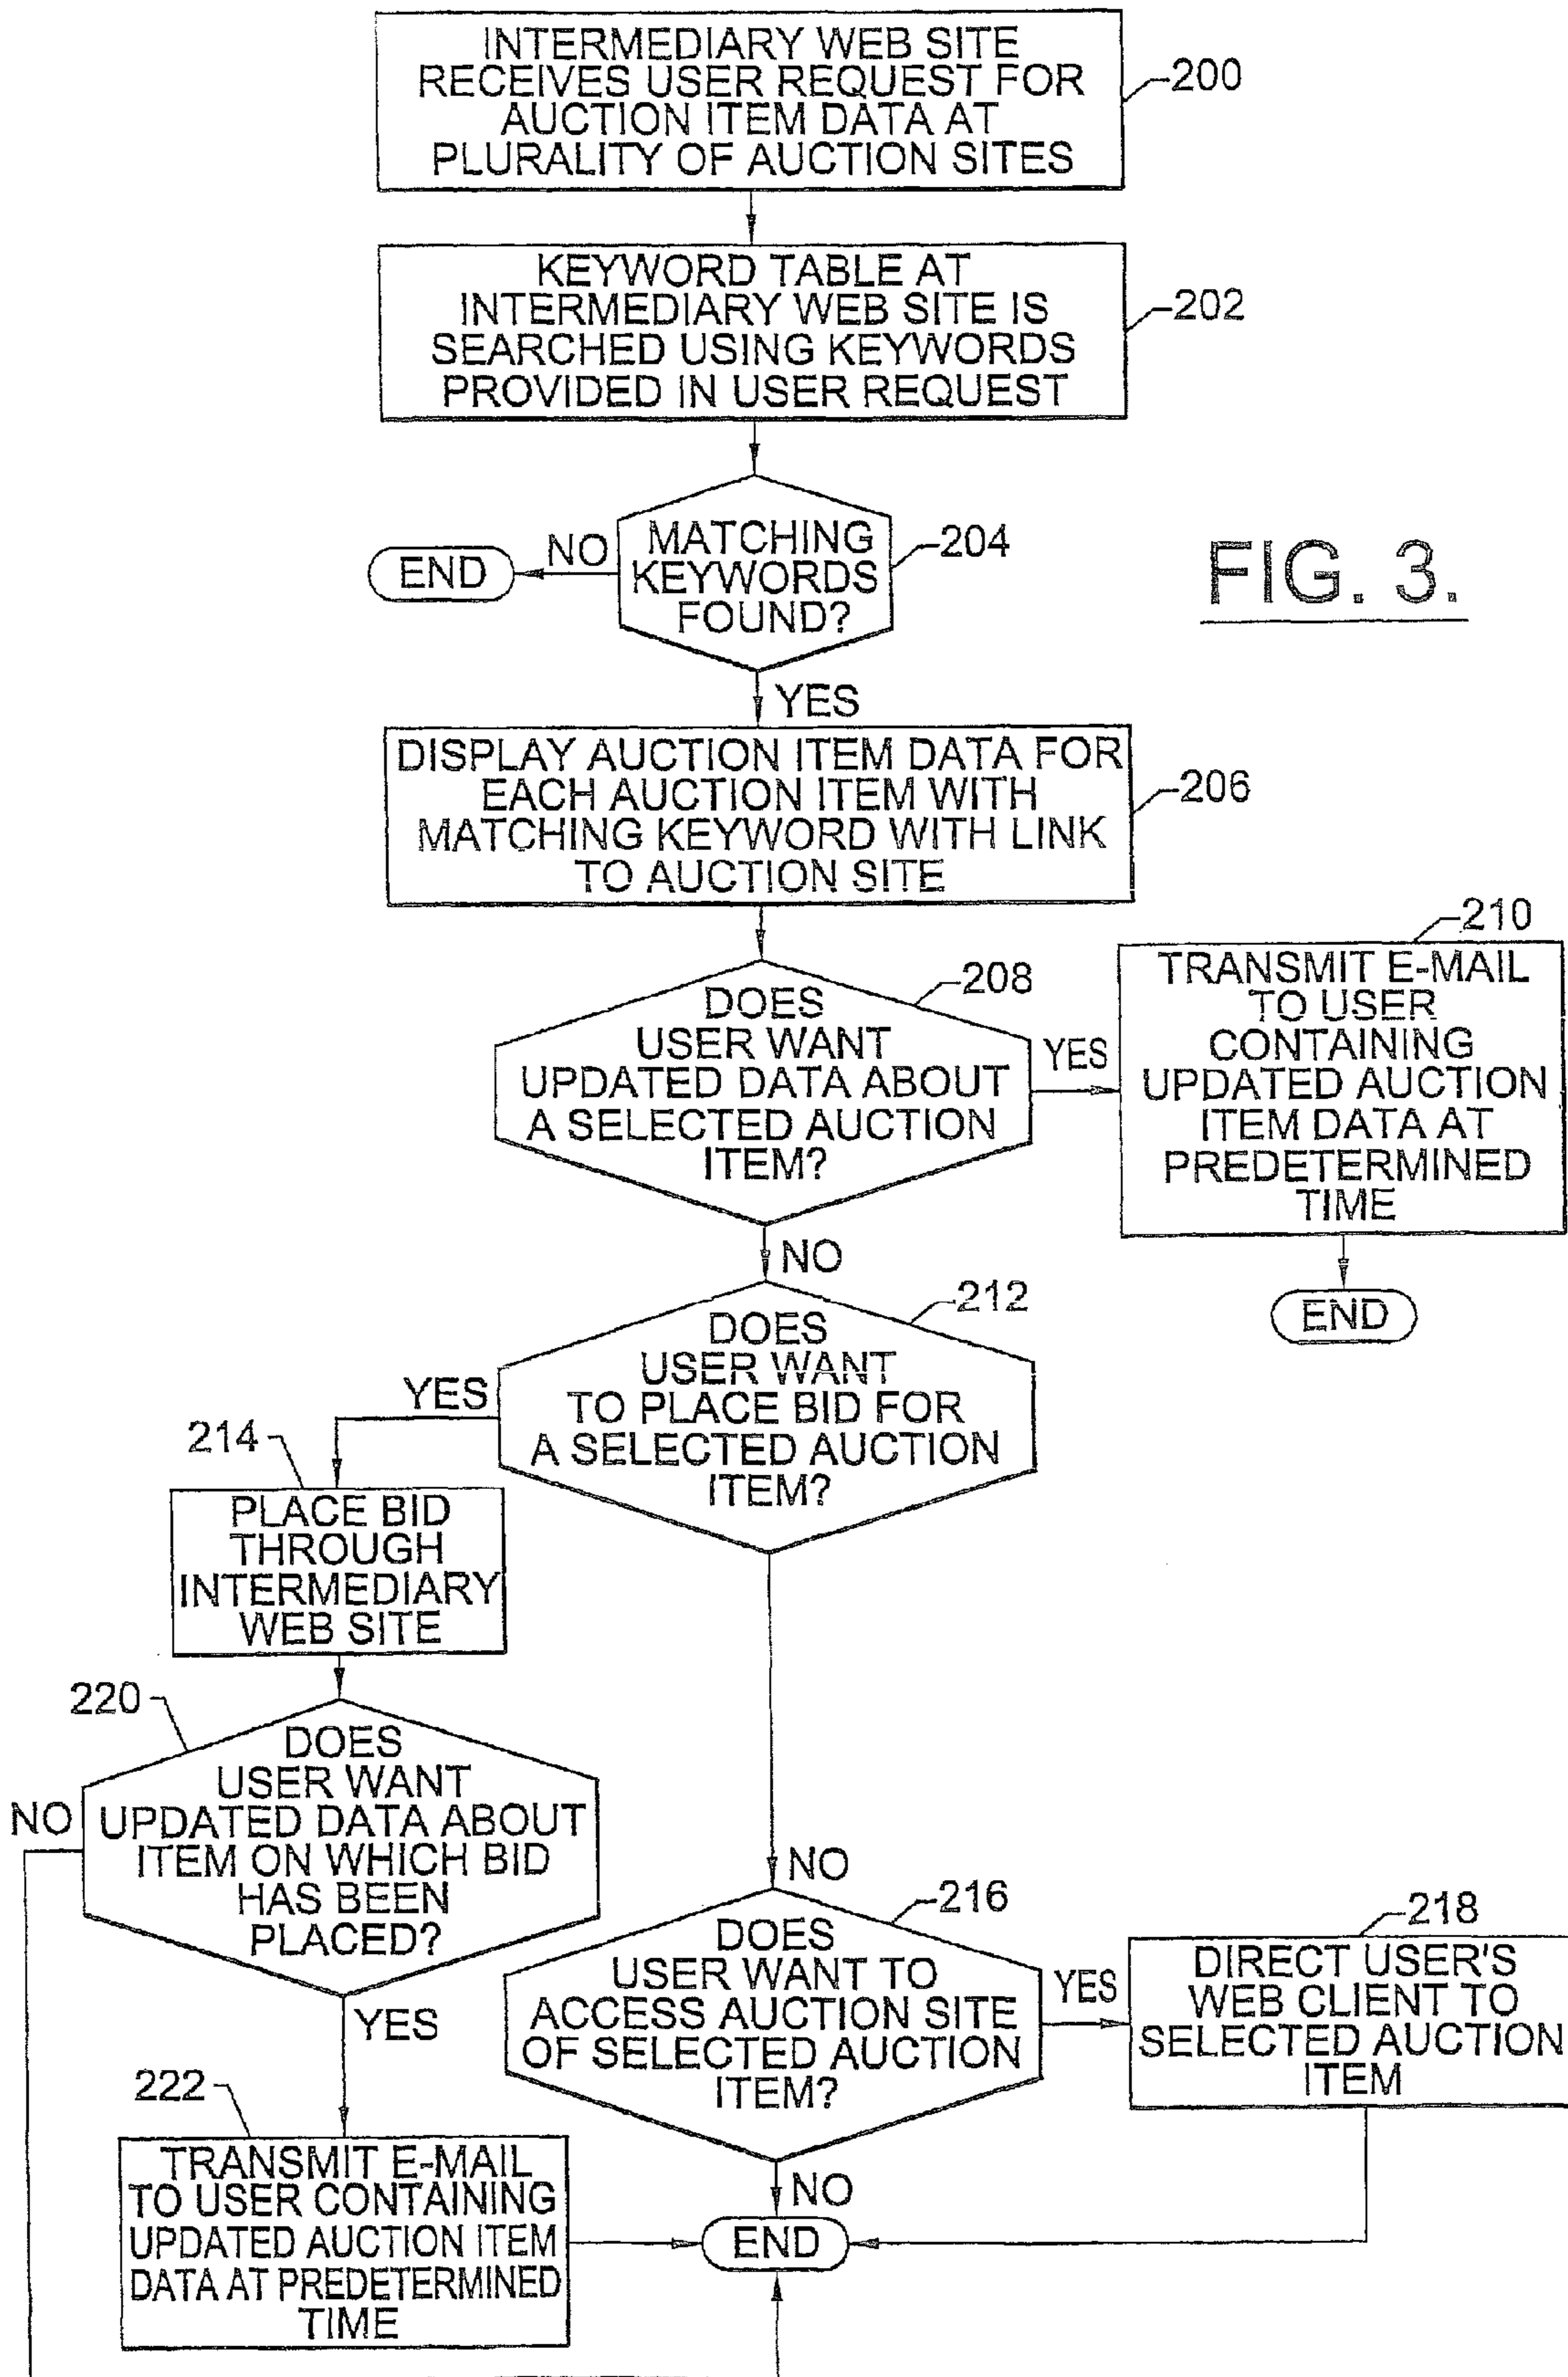 INTERMEDIARY WEB SITE
RECEIVES USER REQUEST FOR
AUCTION ITEM DATA AT
PLURALITY OF AUCTION SITES
200
KEYWORD TABLE AT
INTERMEDIARY WEB SITE IS
SEARCHED USING KEYWORDS
PROVIDED IN USER REQUEST
202
MATCHING
KEYWORDS
FOUND?
204
NO
END
FIG. 3.
YES
DISPLAY AUCTION ITEM DATA FOR
EACH AUCTION ITEM WITH
MATCHING KEYWORD WITH LINK
TO AUCTION SITE
206
DOES
USER WANT
UPDATED DATA ABOUT
A SELECTED AUCTION
ITEM?
208
YES
210
TRANSMIT E-MAIL
TO USER
CONTAINING
UPDATED AUCTION
ITEM DATA AT
PREDETERMINED
TIME
END
NO
DOES
USER WANT
TO PLACE BID FOR
A SELECTED AUCTION
ITEM?
212
YES
214
PLACE BID
THROUGH
INTERMEDIARY
WEB SITE
220
DOES
USER WANT
UPDATED DATA ABOUT
ITEM ON WHICH BID
HAS BEEN
PLACED?
NO
YES
222
TRANSMIT E-MAIL
TO USER CONTAINING
UPDATED AUCTION ITEM
DATA AT PREDETERMINED
TIME
NO
DOES
USER WANT TO
ACCESS AUCTION SITE
OF SELECTED AUCTION
ITEM?
216
YES
218
DIRECT USER'S
WEB CLIENT TO
SELECTED AUCTION
ITEM
NO
END